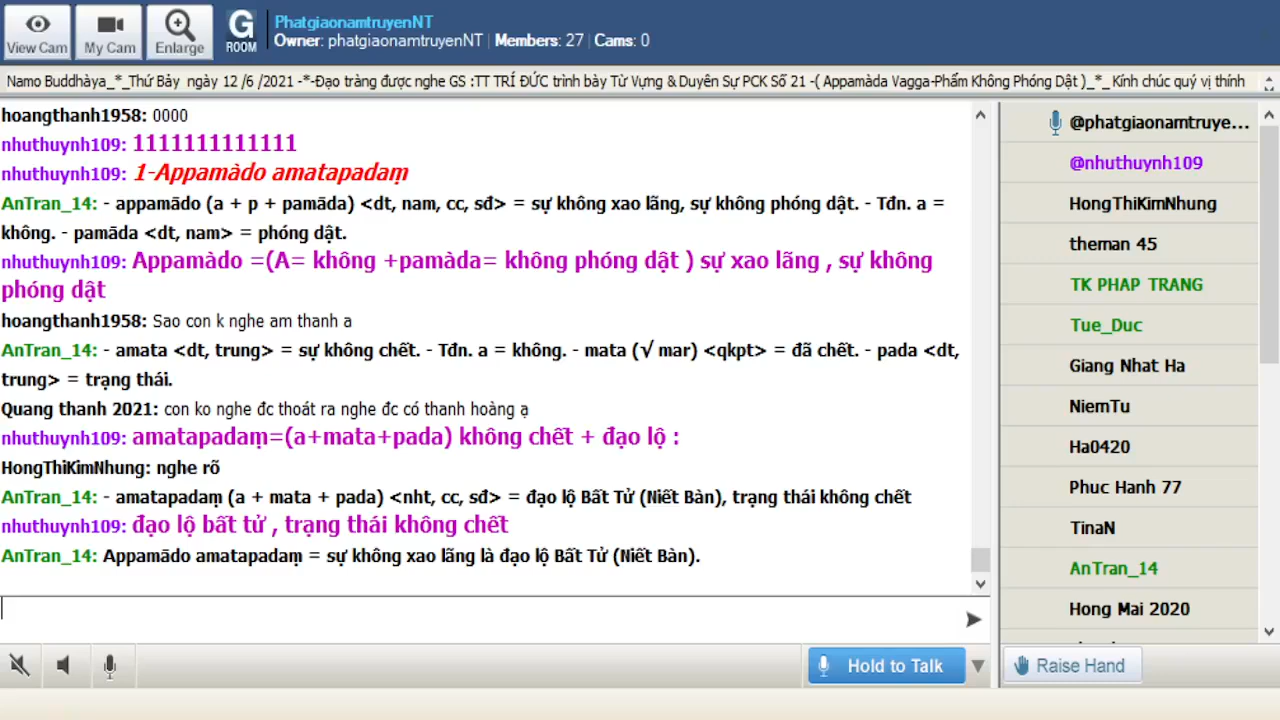 View Cam
My Cam
Enlarge
G
ROOM
PhatgiaonamtruyenNT
Owner: phatgiaonamtruyenNT | Members: 27 | Cams: 0
Namo Buddhàya_*_Thứ Bảy ngày 12 /6 /2021 -*-Đạo tràng được nghe GS :TT TRÍ ĐỨC trình bày Từ Vựng & Duyên Sự PCK Số 21 -( Appamàda Vagga-Phẩm Không Phóng Dật )_*_ Kính chúc quý vị thính
hoangthanh1958: 0000
nhuthuynh109: 1111111111111
nhuthuynh109: 1-Appamàdo amatapadaṃ
AnTran_14: - appamādo (a + p + pamāda) <dt, nam, cc, sđ> = sự không xao lãng, sự không phóng dật. - Tđn. a =
không. - pamāda <dt, nam> = phóng dật.
nhuthuynh109: Appamàdo =(A= không +pamàda= không phóng dật ) sự xao lãng , sự không
phóng dật
hoangthanh1958: Sao con k nghe am thanh a
AnTran_14: - amata <dt, trung> = sự không chết. - Tđn. a = không. - mata (√ mar) <qkpt> = đã chết. - pada <dt,
trung> = trạng thái.
Quang thanh 2021: con ko nghe đc thoát ra nghe đc có thanh hoàng ạ
nhuthuynh109: amatapadaṃ=(a+mata+pada) không chết + đạo lộ :
HongThiKimNhung: nghe rõ
AnTran_14: - amatapadaṃ (a + mata + pada) <nht, cc, sđ> = đạo lộ Bất Tử (Niết Bàn), trạng thái không chết
nhuthuynh109: đạo lộ bất tử , trạng thái không chết
AnTran_14: Appamādo amatapadaṃ = sự không xao lãng là đạo lộ Bất Tử (Niết Bàn).
@phatgiaonamtruye...
@nhuthuynh109
HongThiKimNhung
theman 45
TK PHAP TRANG
Tue_Duc
Giang Nhat Ha
NiemTu
Ha0420
Phuc Hanh 77
TinaN
AnTran_14
Hong Mai 2020
Hold to Talk
Raise Hand